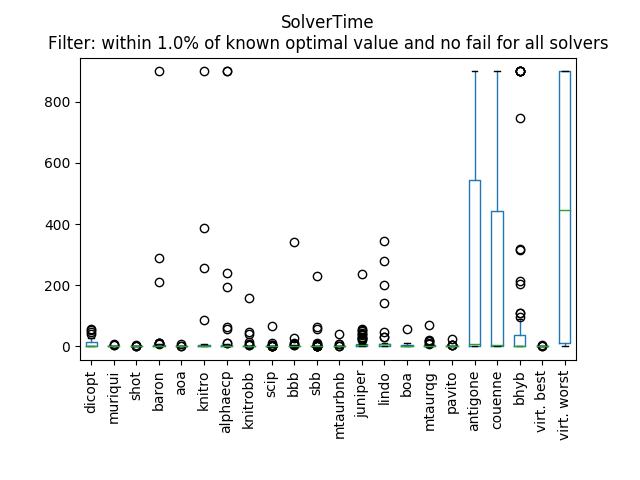 SolverTime
Filter: within 1.0% of known optimal value and no fail for all solvers
800
600
400
200
0
dicopt
muriqui
shot
baron
aoa
knitro
alphaecp
knitrobb
scip
bbb
sbb
mtaurbnb
juniper
lindo
boa
mtaurqg
pavito
antigone
couenne
bhyb
virt. best
virt. worst